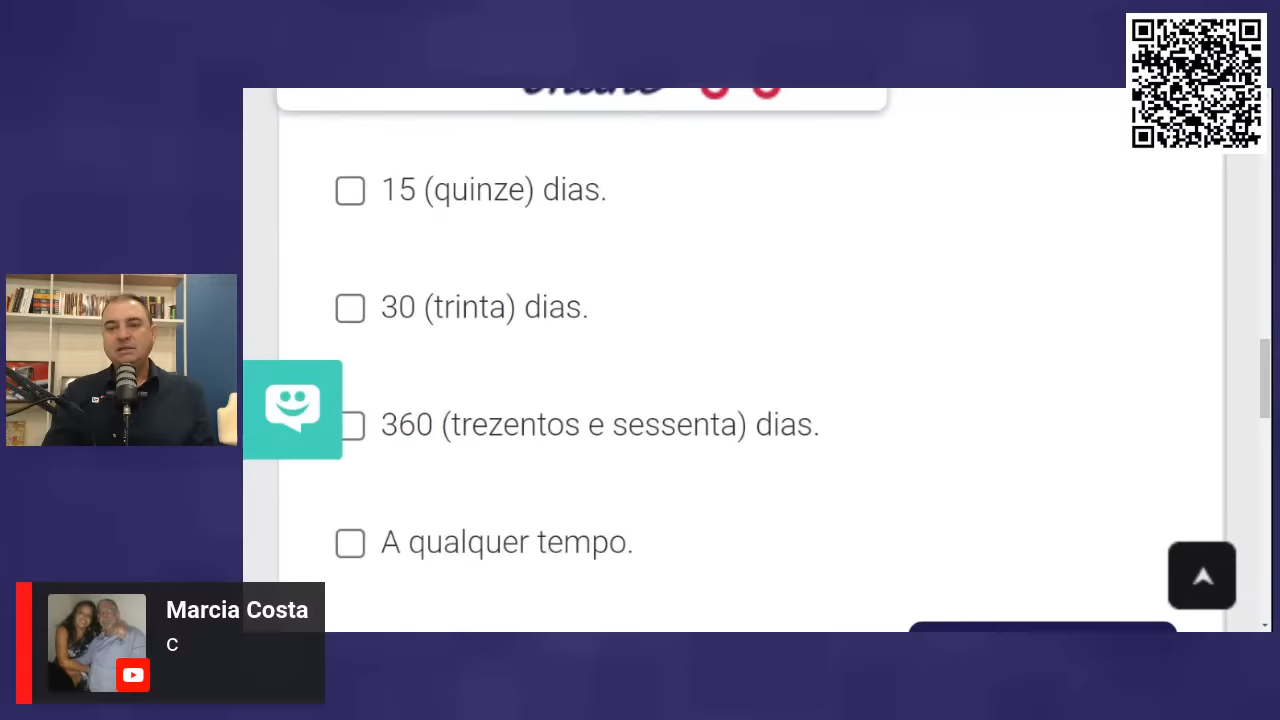 15 (quinze) dias.
30 (trinta) dias.
360 (trezentos e sessenta) dias.
A qualquer tempo.
Marcia Costa
C